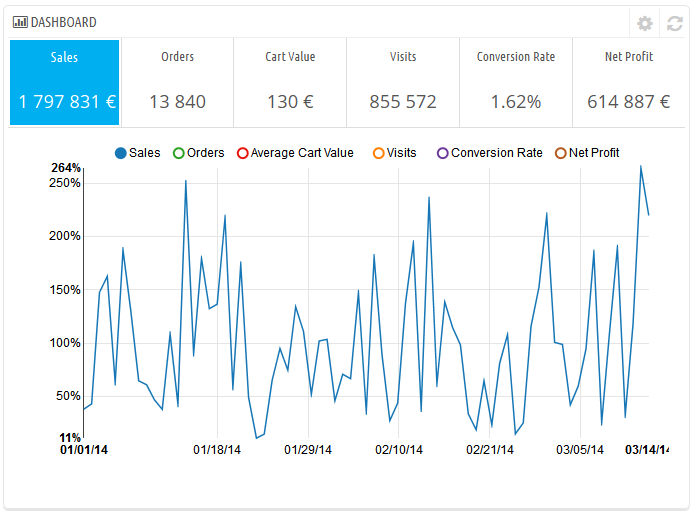 DASHBOARD
Sales Orders Cart Value Visits Conversion Rate Net Profit
1 797 831 € 13 840 130 € 855 572 1.62% 614 887 €
Sales Orders Average Cart Value Visits Conversion Rate Net Profit
264%
250%
200%
150%
100%
50%
11%
01/01/14 01/18/14 01/29/14 02/10/14 02/21/14 03/05/14 03/14/14